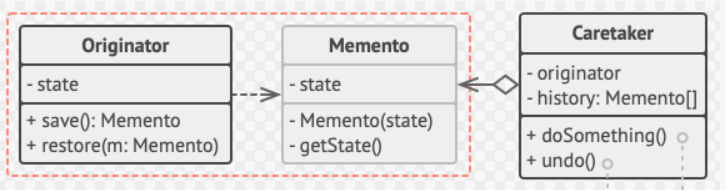 Originator
- state
+ save(): Memento
+ restore(m: Memento)
Memento
- state
- Memento(state)
- getState()
Caretaker
- originator
- history: Memento[]
+ doSomething()
+ undo()